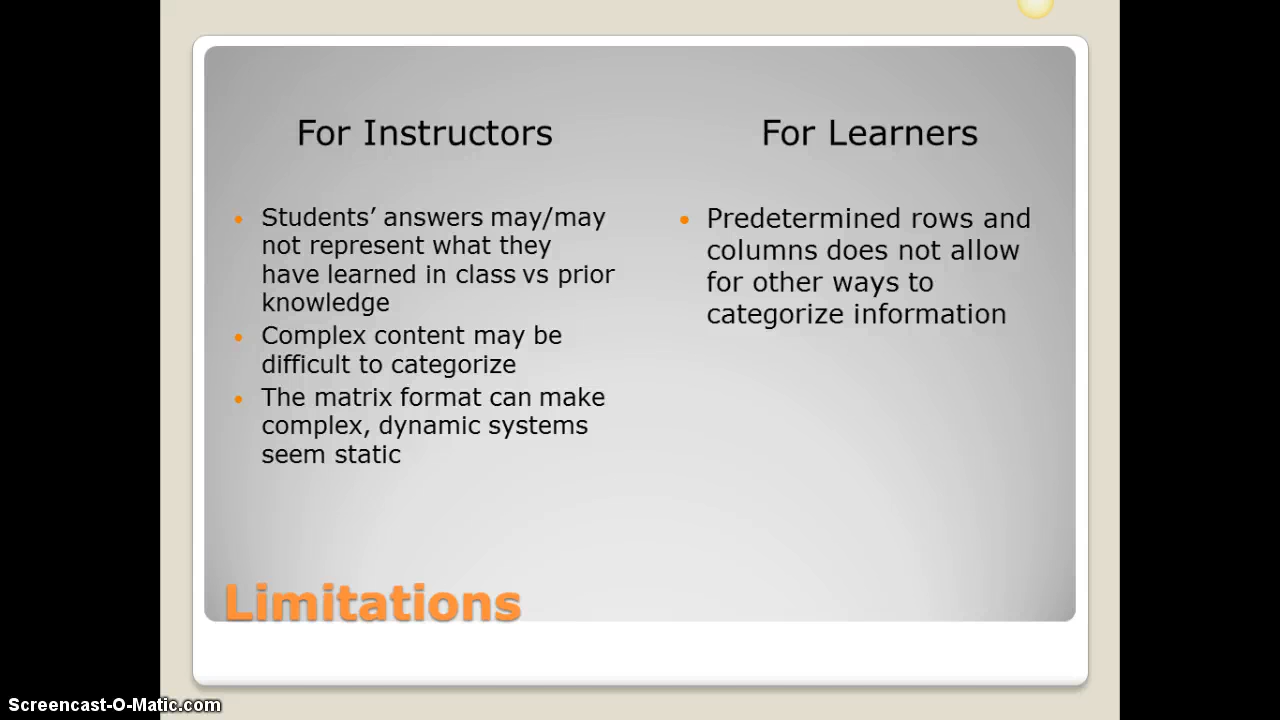 For Instructors
Students’ answers may/may
not represent what they
have learned in class vs prior
knowledge
Complex content may be
difficult to categorize
The matrix format can make
complex, dynamic systems
seem static
For Learners
Predetermined rows and
columns does not allow
for other ways to
categorize information
Limitations
Screencast-O-Matic.com